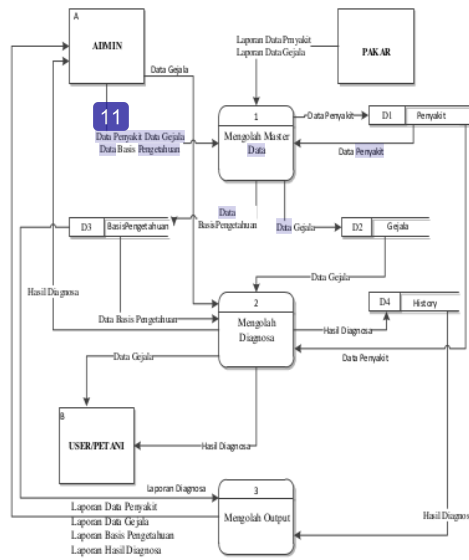 A
ADMIN
PAKAR
Laporan Data Pnyakit
Laporan Data Gejala
Data Gejala
11
Data Penyakit Data Gejala
Data Basis Pengetahuan
1
Mengolah Master
Data
Data Penyakit
D1 Penyakit
Data Penyakit
D3 BasisPengetahuan
Data
BasisPengetahuan
Data Gejala
D2 Gejala
Data Gejala
Hasil Diagnosa
Data Basis Pengetahuan
2
Mengolah
Diagnosa
Hasil Diagnosa
D4 History
Data Penyakit
Data Gejala
B
USER/PETANI
Hasil Diagnosa
Laporan Diagnosa
3
Mengolah Output
Hasil Diagnosa
Laporan Data Penyakit
Laporan Data Gejala
Laporan Basis Pengetahuan
Laporan Hasil Diagnosa